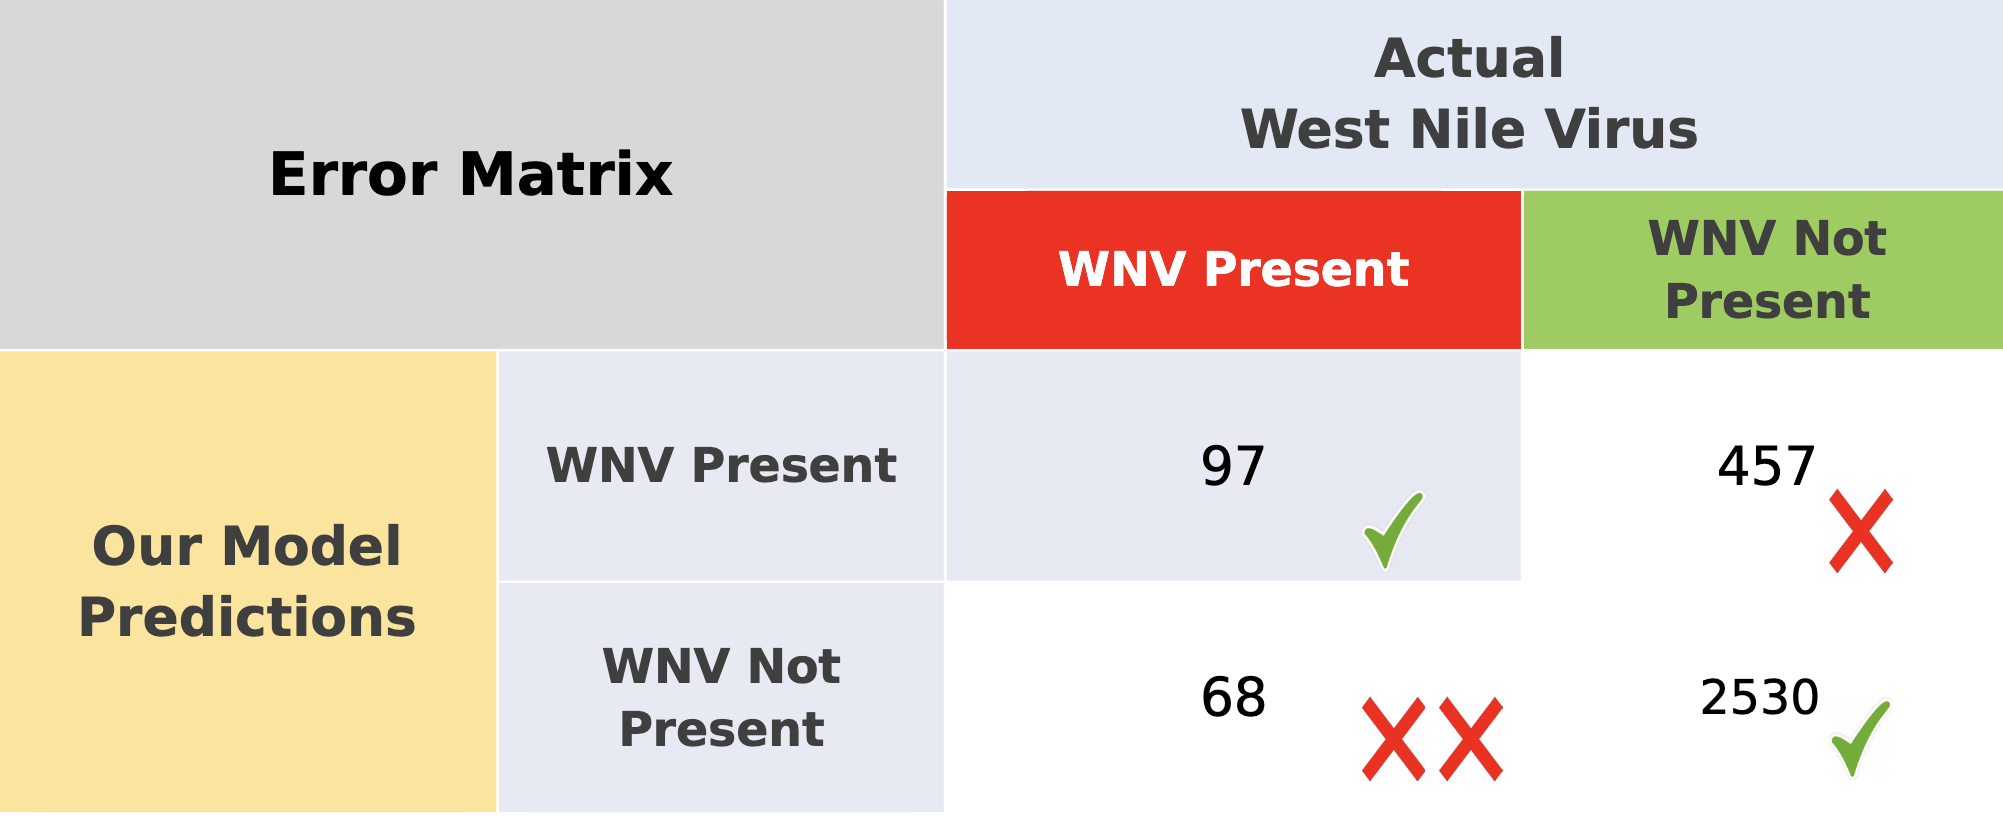 Error Matrix
Actual
West Nile Virus
WNV Present
WNV Not
Present
Our Model
Predictions
WNV Present
97
457
WNV Not
Present
68
2530